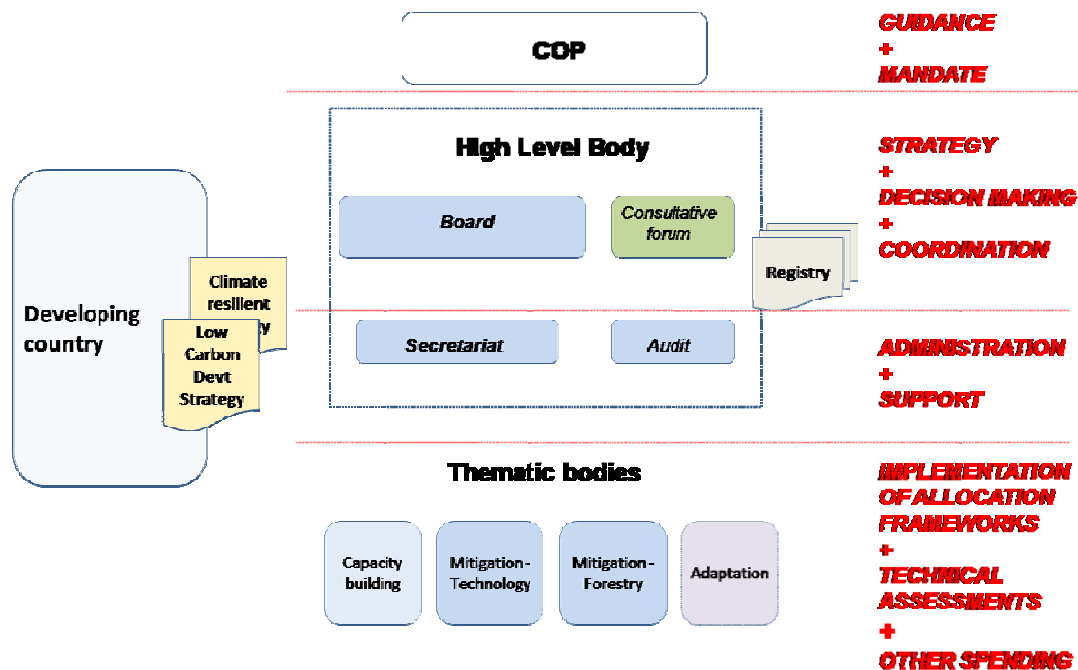 COP
GUIDANCE
+
MANDATE
High Level Body
Board
Consultative
forum
Registry
STRATEGY
+
DECISION MAKING
+
COORDINATION
Developing
country
Climate
resilient
Low
Carbon
Devt
Strategy
Secretariat
Audit
ADMINISTRATION
+
SUPPORT
Thematic bodies
Capacity
building
Mitigation-
Technology
Mitigation-
Forestry
Adaptation
IMPLEMENTATION
OF ALLOCATION
FRAMEWORKS
+
TECHNICAL
ASSESSMENTS
+
OTHER SPENDING